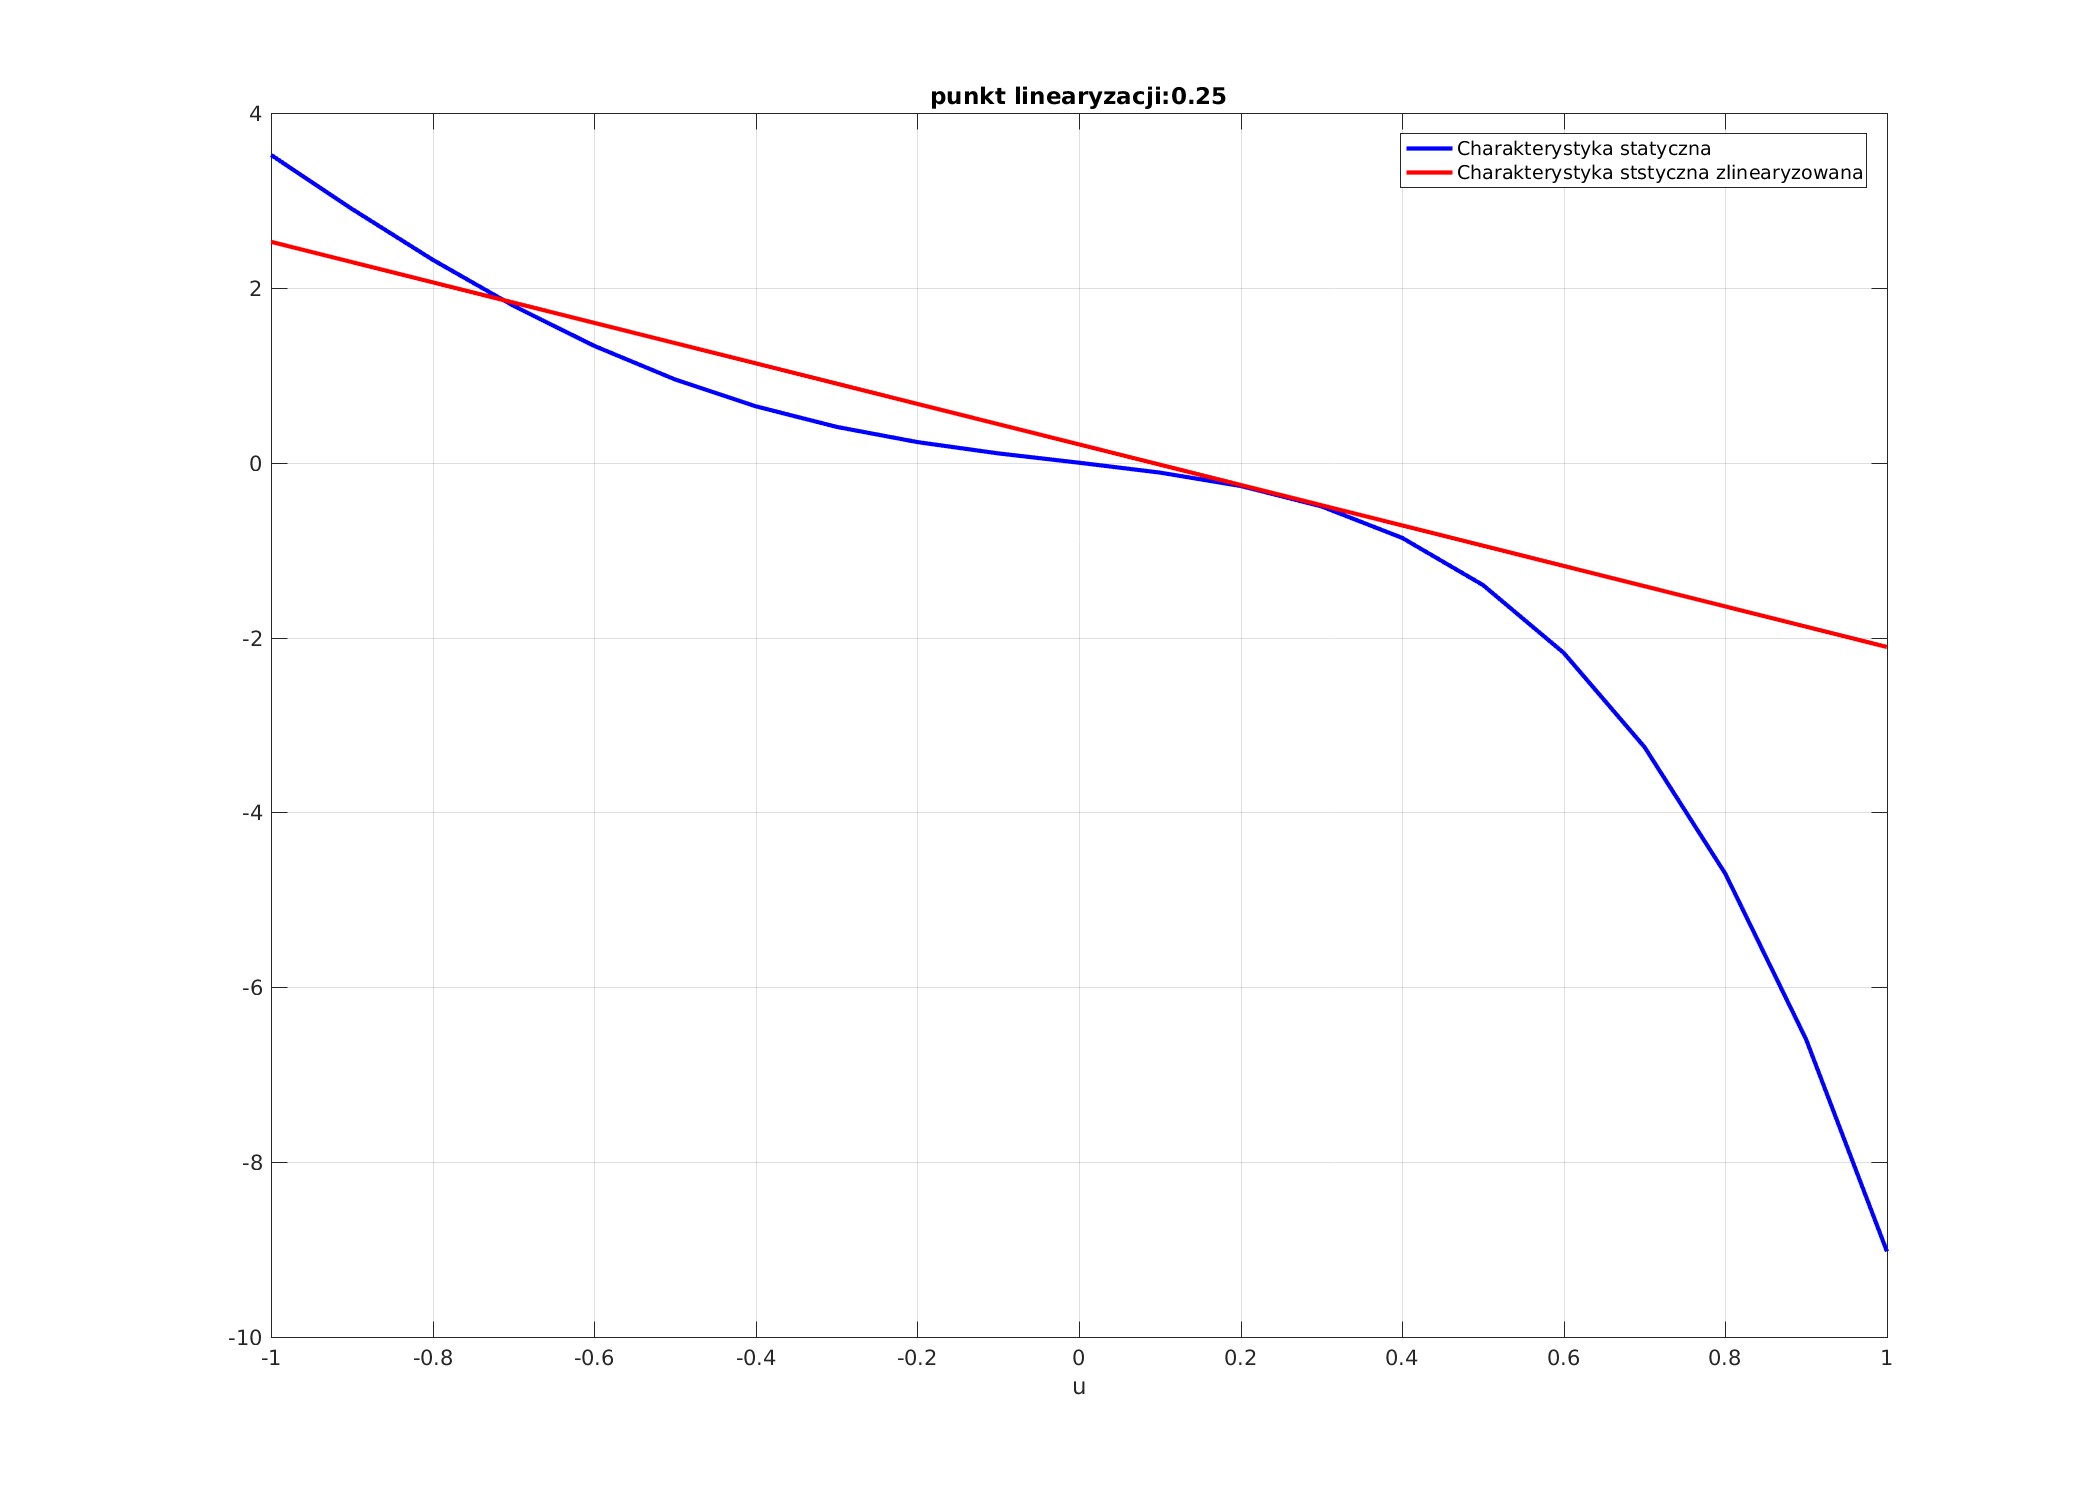 punkt linearyzacji:0.25
Charakterystyka statyczna
Charakterystyka ststyczna zlinearyzowana
4
2
0
-2
-4
-6
-8
-10
-1 -0.8 -0.6 -0.4 -0.2 0 0.2 0.4 0.6 0.8 1
u